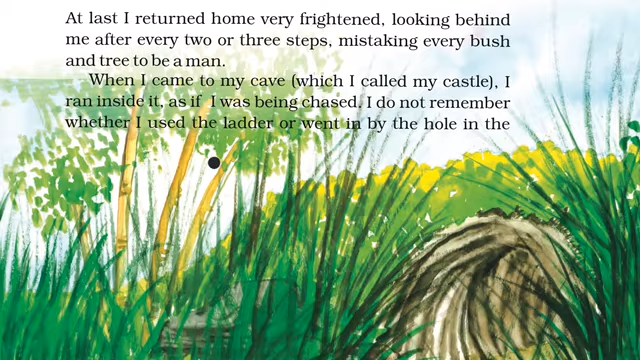 At last I returned home very frightened, looking behind
me after every two or three steps, mistaking every bush
and tree to be a man.
When I came to my cave (which I called my castle), I
ran inside it, as if I was being chased. I do not remember
whether I used the ladder or went in by the hole in the